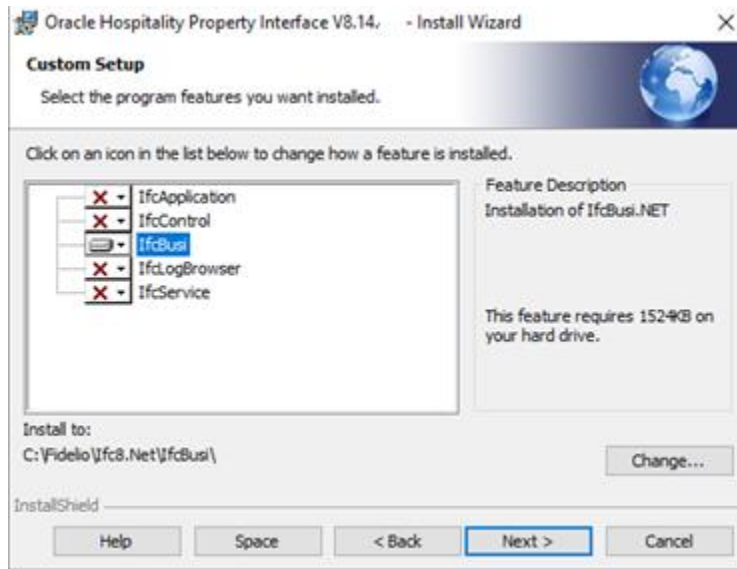 Oracle Hospitality Property Interface V8.14. - Install Wizard
Custom Setup
Select the program features you want installed.
Click on an icon in the list below to change how a feature is installed.
IfcApplication
IfcControl
IfcBusi
IfcLogBrowser
IfcService
Feature Description
Installation of IfcBusi.NET
This feature requires 1524KB on
your hard drive.
Install to:
C:\Fidelio\Ifc8.Net\IfcBusi\
Change...
InstallShield
Help Space < Back Next > Cancel